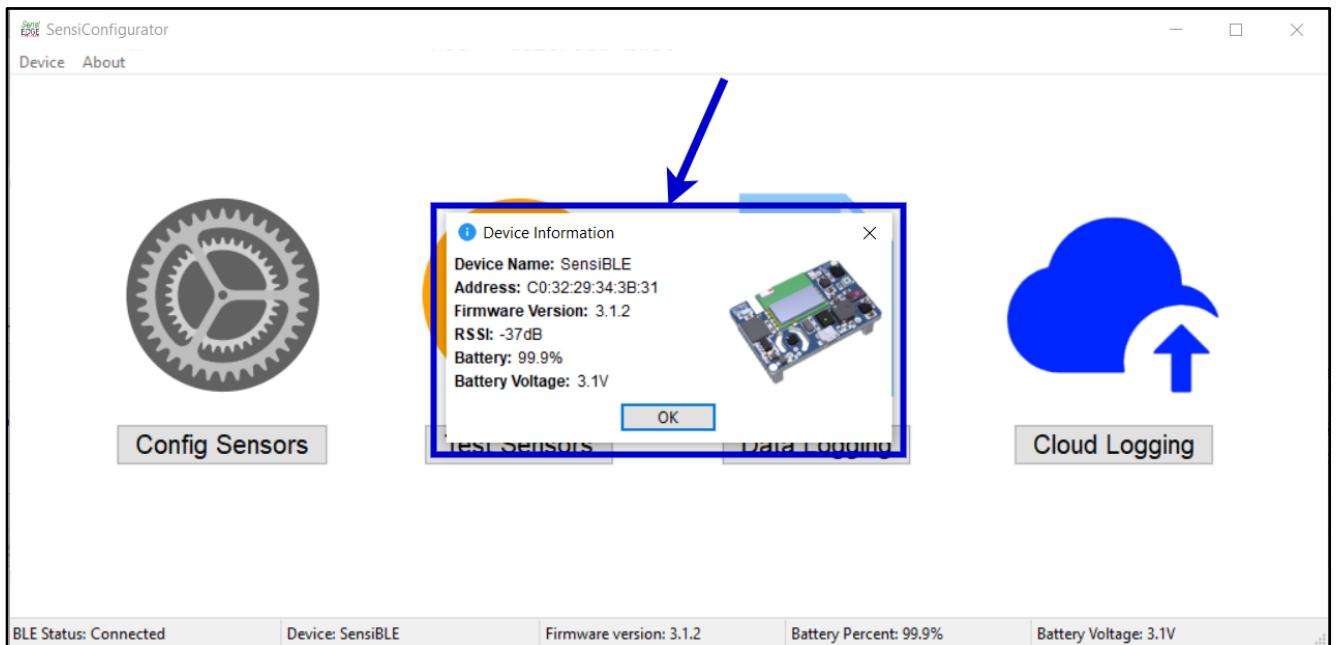 Sensi EDGE SensiConfigurator
Device About
Device Information
Device Name: SensiBLE
Address: C0:32:29:34:3B:31
Firmware Version: 3.1.2
RSSI: -37dB
Battery: 99.9%
Battery Voltage: 3.1V
OK
Config Sensors Test Sensors Data Logging Cloud Logging
BLE Status: Connected Device: SensiBLE Firmware version: 3.1.2 Battery Percent: 99.9% Battery Voltage: 3.1V